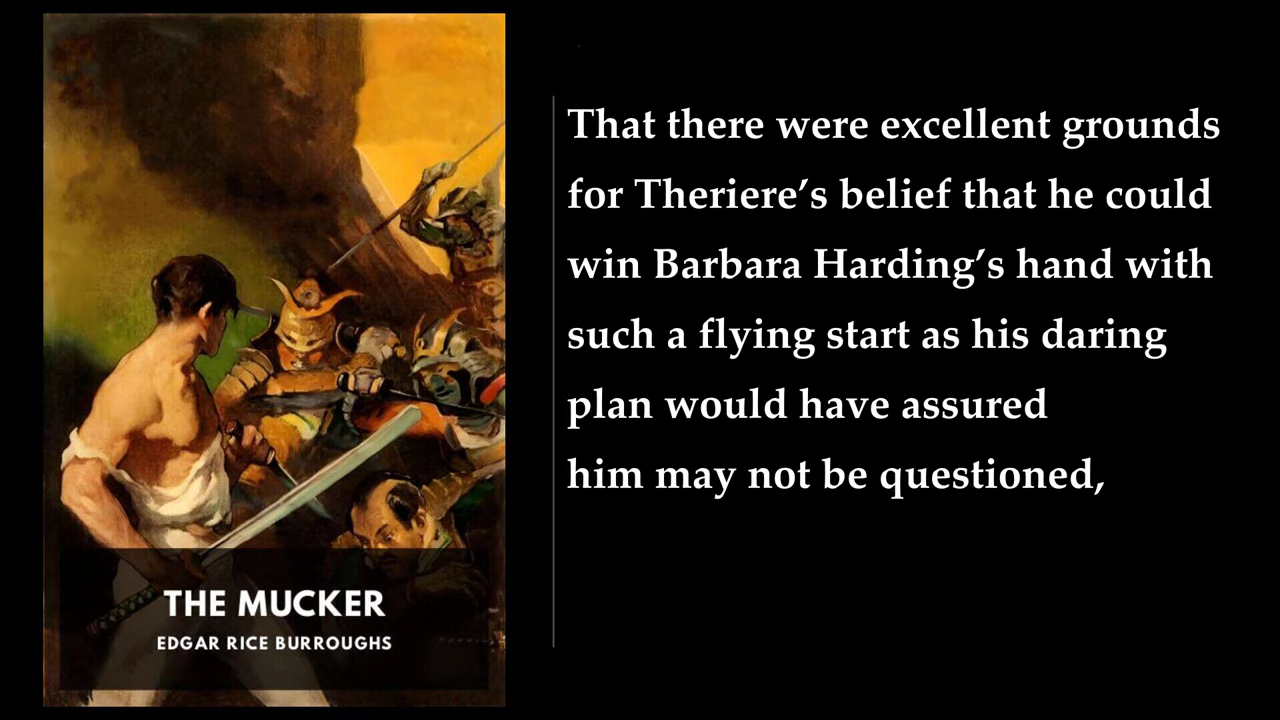 THE MUCKER
EDGAR RICE BURROUGHS
That there were excellent grounds
for Theriere’s belief that he could
win Barbara Harding’s hand with
such a flying start as his daring
plan would have assured
him may not be questioned,